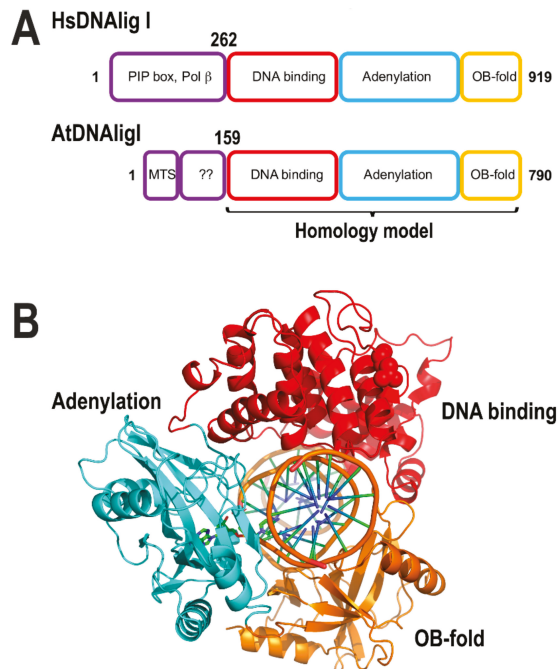 A
HsDNAlig I
262
1 PIP box, Pol β DNA binding Adenylation OB-fold 919
AtDNAligI
159
1 MTS ?? DNA binding Adenylation OB-fold 790
Homology model
B
Adenylation
DNA binding
OB-fold